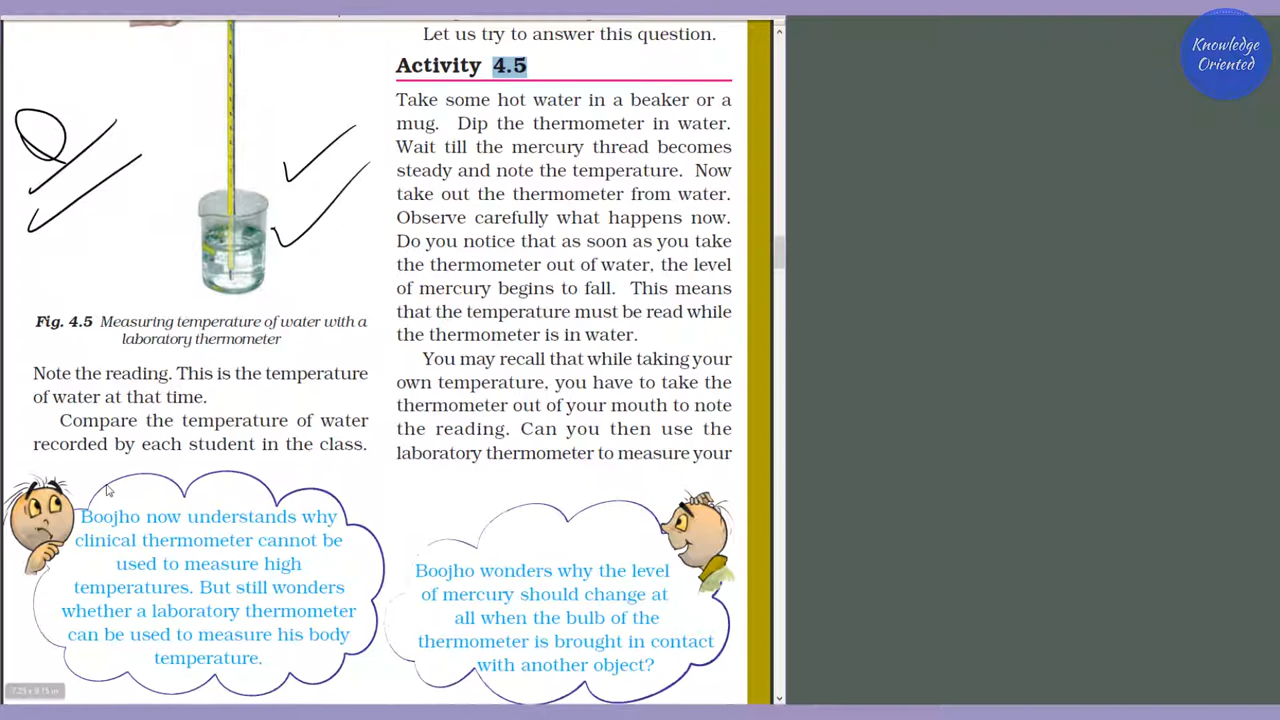 Fig. 4.5 Measuring temperature of water with a
laboratory thermometer
Note the reading. This is the temperature
of water at that time.
Compare the temperature of water
recorded by each student in the class.
Boojho now understands why
clinical thermometer cannot be
used to measure high
temperatures. But still wonders
whether a laboratory thermometer
can be used to measure his body
temperature.
Let us try to answer this question.
Activity 4.5
Take some hot water in a beaker or a
mug. Dip the thermometer in water.
Wait till the mercury thread becomes
steady and note the temperature. Now
take out the thermometer from water.
Observe carefully what happens now.
Do you notice that as soon as you take
the thermometer out of water, the level
of mercury begins to fall. This means
that the temperature must be read while
the thermometer is in water.
You may recall that while taking your
own temperature, you have to take the
thermometer out of your mouth to note
the reading. Can you then use the
laboratory thermometer to measure your
Boojho wonders why the level
of mercury should change at
all when the bulb of the
thermometer is brought in contact
with another object?
Knowledge
Oriented